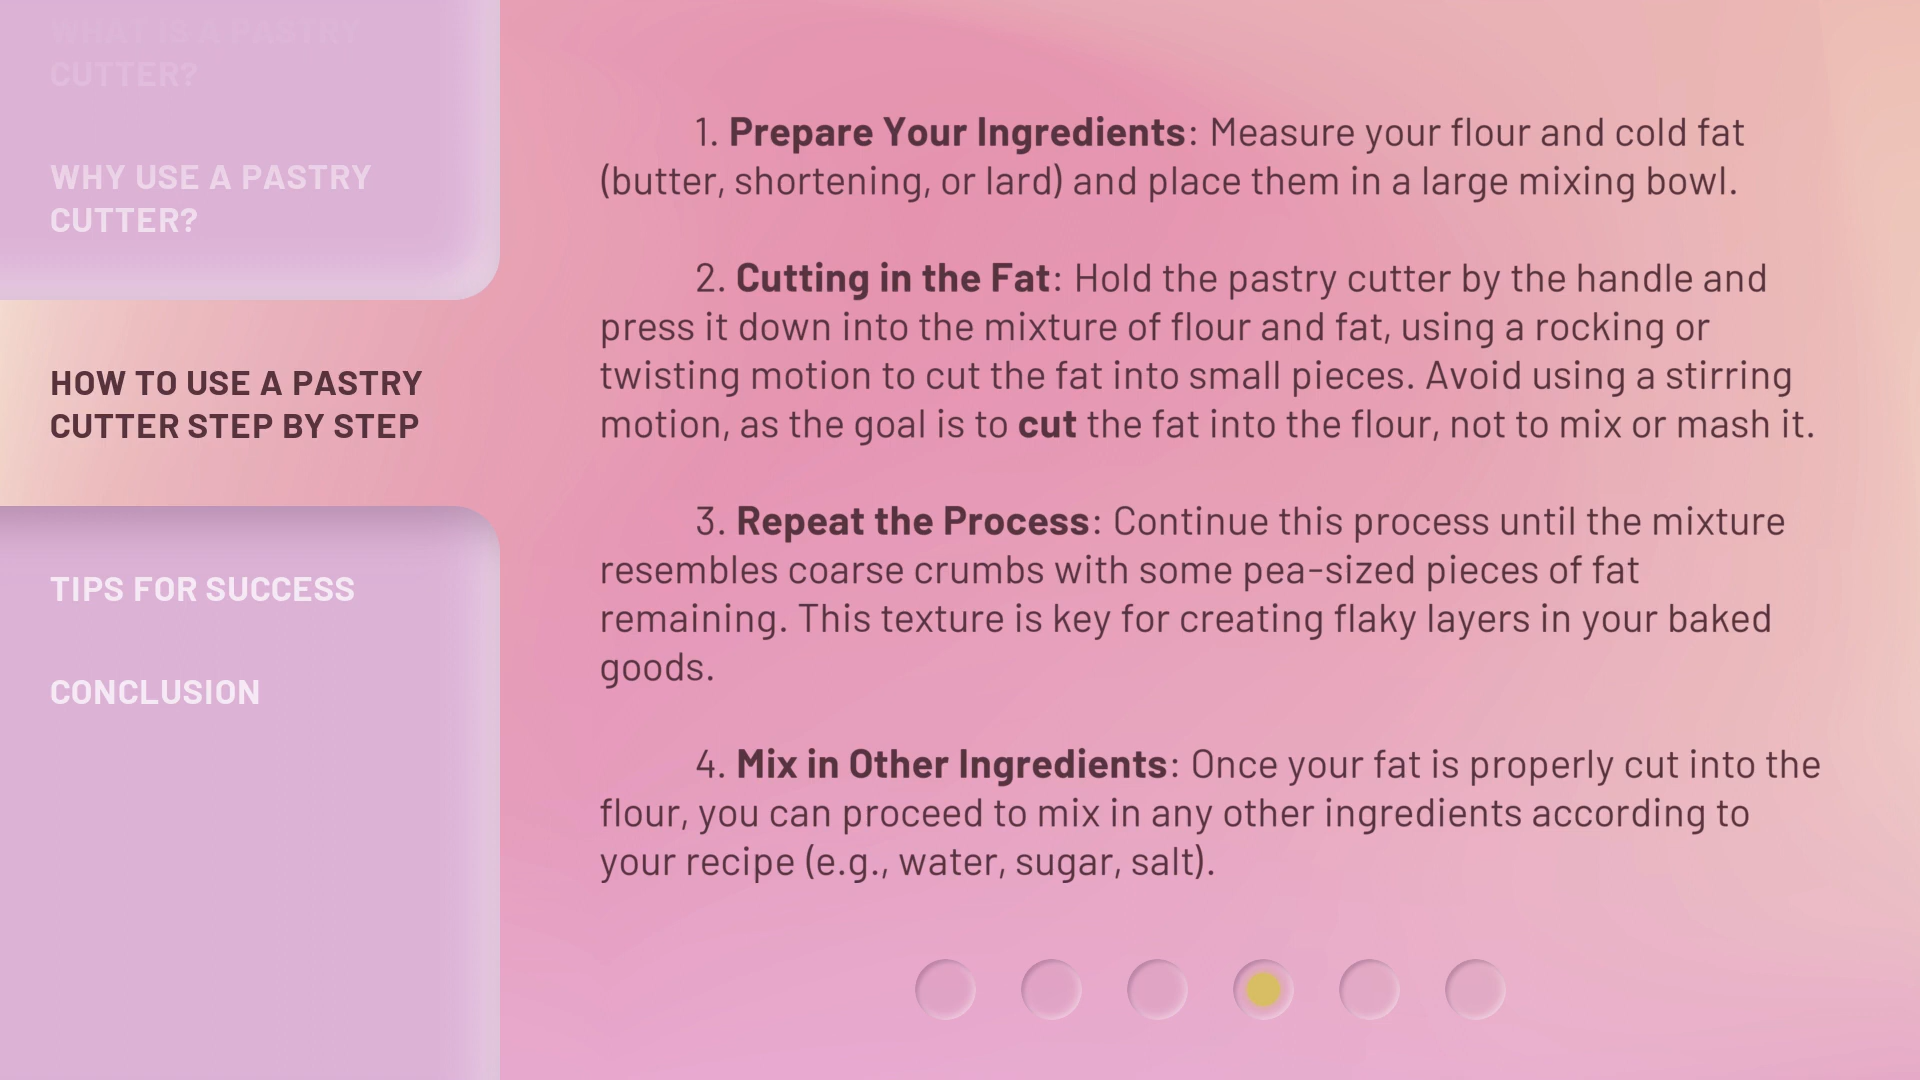 WHAT IS A PASTRY
CUTTER?
WHY USE A PASTRY
CUTTER?
HOW TO USE A PASTRY
CUTTER STEP BY STEP
TIPS FOR SUCCESS
CONCLUSION
1. Prepare Your Ingredients: Measure your flour and cold fat
(butter, shortening, or lard) and place them in a large mixing bowl.
2. Cutting in the Fat: Hold the pastry cutter by the handle and
press it down into the mixture of flour and fat, using a rocking or
twisting motion to cut the fat into small pieces. Avoid using a stirring
motion, as the goal is to cut the fat into the flour, not to mix or mash it.
3. Repeat the Process: Continue this process until the mixture
resembles coarse crumbs with some pea-sized pieces of fat
remaining. This texture is key for creating flaky layers in your baked
goods.
4. Mix in Other Ingredients: Once your fat is properly cut into the
flour, you can proceed to mix in any other ingredients according to
your recipe (e.g., water, sugar, salt).